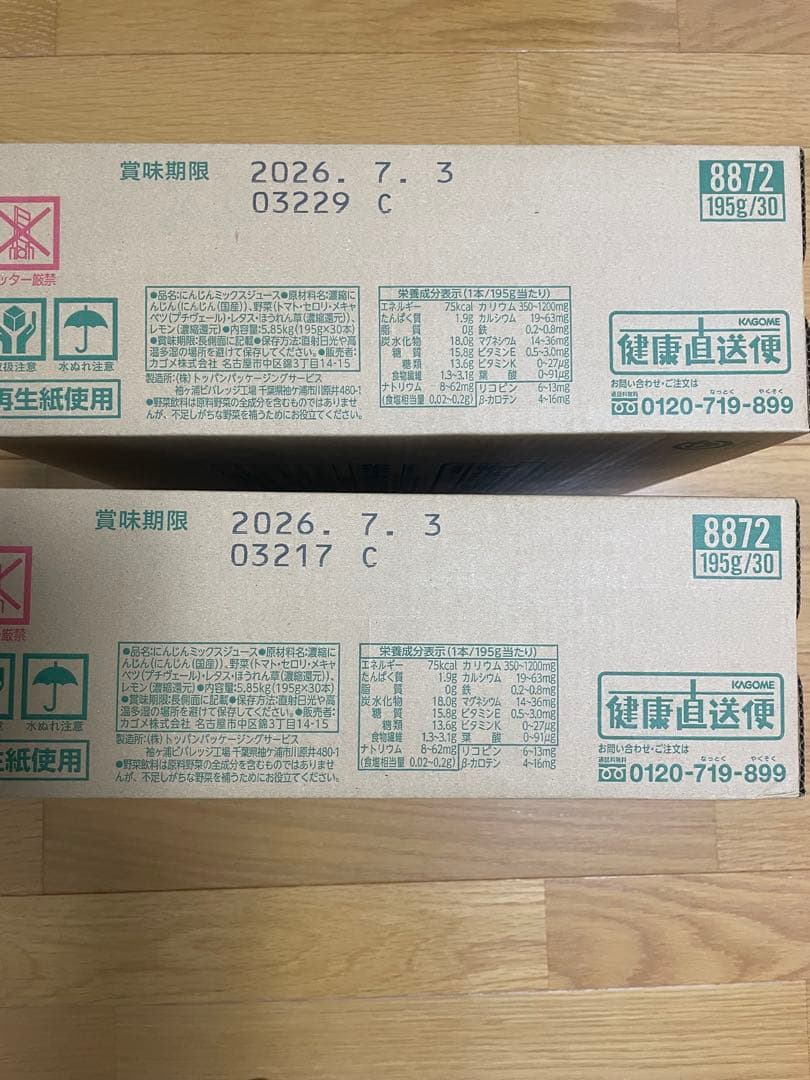 賞味期限 2026. 7. 3
03229 C
8872
195g/30
ッター厳禁
取扱注意 水ぬれ注意
再生紙使用
●品名:にんじんミックスジュース●原材料名:濃縮に
んじん(にんじん(国産))、野菜(トマト・セロリ・メキャ
ベツ(プチヴェール)・レタス・ほうれん草(濃縮還元))、
レモン(濃縮還元)●内容量:5.85kg(195g×30本)
●賞味期限:長側面に記載●保存方法:直射日光や高
温多湿の場所を避けて保存してください。●販売者:
カゴメ株式会社 名古屋市中区錦3丁目14-15
製造所:(株)トッパンパッケージングサービス
袖ヶ浦ビバレッジ工場 千葉県袖ケ浦市川原井480-1
●野菜飲料は原料野菜の全成分を含むものではありませ
んが、不足しがちな野菜を補うためにお役立てください。
栄養成分表示(1本/195g当たり)
エネルギー 75kcal カリウム 350~1200mg
たんぱく質 1.9g カルシウム 19~63mg
脂質 0g 鉄 0.2~0.8mg
炭水化物 18.0g マグネシウム 14~36mg
糖質 15.8g ビタミンE 0.5~3.0mg
糖類 13.6g ビタミンK 0~27μg
食物繊維 1.3~3.1g 葉酸 0~91μg
ナトリウム 8~62mg リコピン 6~13mg
(食塩相当量 0.02~0.2g) β-カロテン 4~16mg
KAGOME
健康直送便
お問い合わせ・ご注文は
なっとく やくそく
通話料無料 0120-719-899
賞味期限 2026. 7. 3
03217 C
8872
195g/30
厳禁
水ぬれ注意
紙使用
●品名:にんじんミックスジュース●原材料名:濃縮
にんじん(にんじん(国産))、野菜(トマト・セロリ・メキャ
ベツ(プチヴェール)・レタス・ほうれん草(濃縮還元))、
レモン(濃縮還元)●内容量:5.85kg(195g×30本)
●賞味期限:長側面に記載●保存方法:直射日光や高
温多湿の場所を避けて保存してください。●販売者:
カゴメ株式会社 名古屋市中区錦3丁目14-15
製造所:(株)トッパンパッケージングサービス
袖ヶ浦ビバレッジ工場 千葉県袖ケ浦市川原井480-1
●野菜飲料は原料野菜の全成分を含むものではありませ
んが、不足しがちな野菜を補うためにお役立てください。
栄養成分表示(1本/195g当たり)
エネルギー 75kcal カリウム 350~1200mg
たんぱく質 1.9g カルシウム 19~63mg
脂質 0g 鉄 0.2~0.8mg
炭水化物 18.0g マグネシウム 14~36mg
糖質 15.8g ビタミンE 0.5~3.0mg
糖類 13.6g ビタミンK 0~27μg
食物繊維 1.3~3.1g 葉酸 0~91μg
ナトリウム 8~62mg リコピン 6~13mg
(食塩相当量 0.02~0.2g) β-カロテン 4~16mg
KAGOME
健康直送便
お問い合わせ・ご注文は
なっとく やくそく
通話料無料 0120-719-899